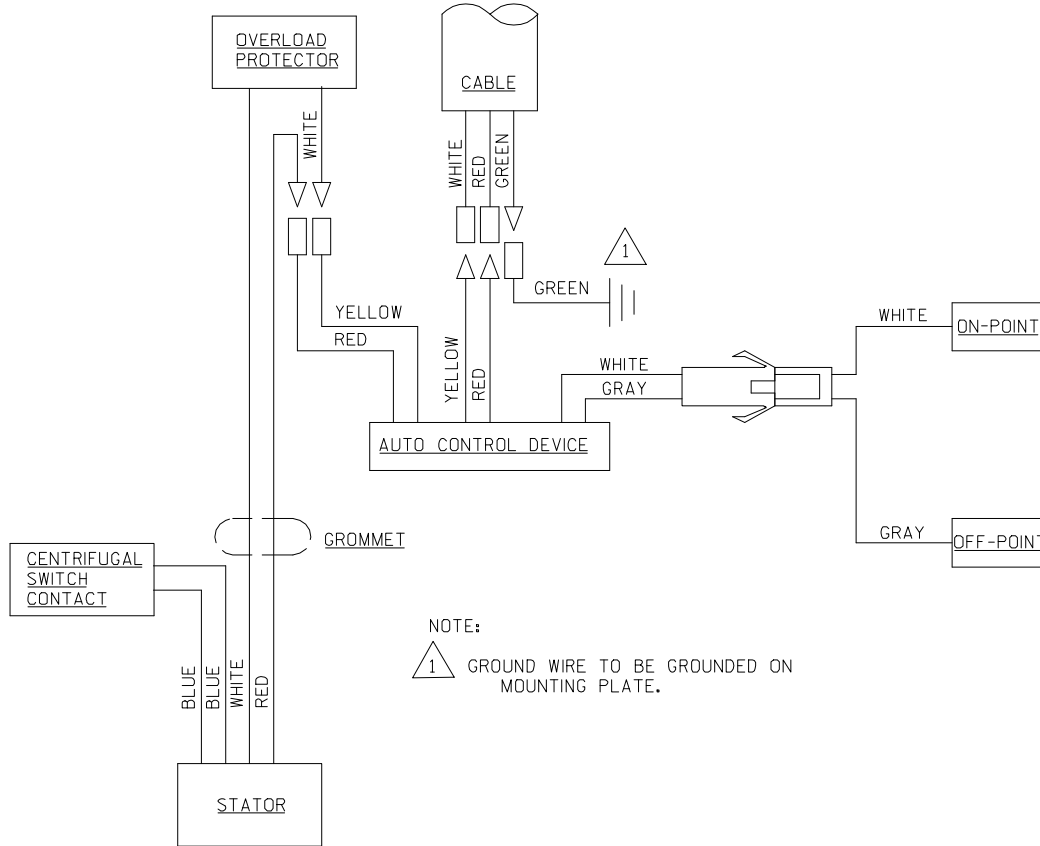 OVERLOAD
PROTECTOR
CABLE
WHITE
WHITE
RED
GREEN
1
GREEN
YELLOW
RED
YELLOW
RED
WHITE
GRAY
WHITE
ON-POINT
AUTO CONTROL DEVICE
GROMMET
GRAY
OFF-POINT
CENTRIFUGAL
SWITCH
CONTACT
BLUE
BLUE
WHITE
RED
NOTE:
1 GROUND WIRE TO BE GROUNDED ON
MOUNTING PLATE.
STATOR